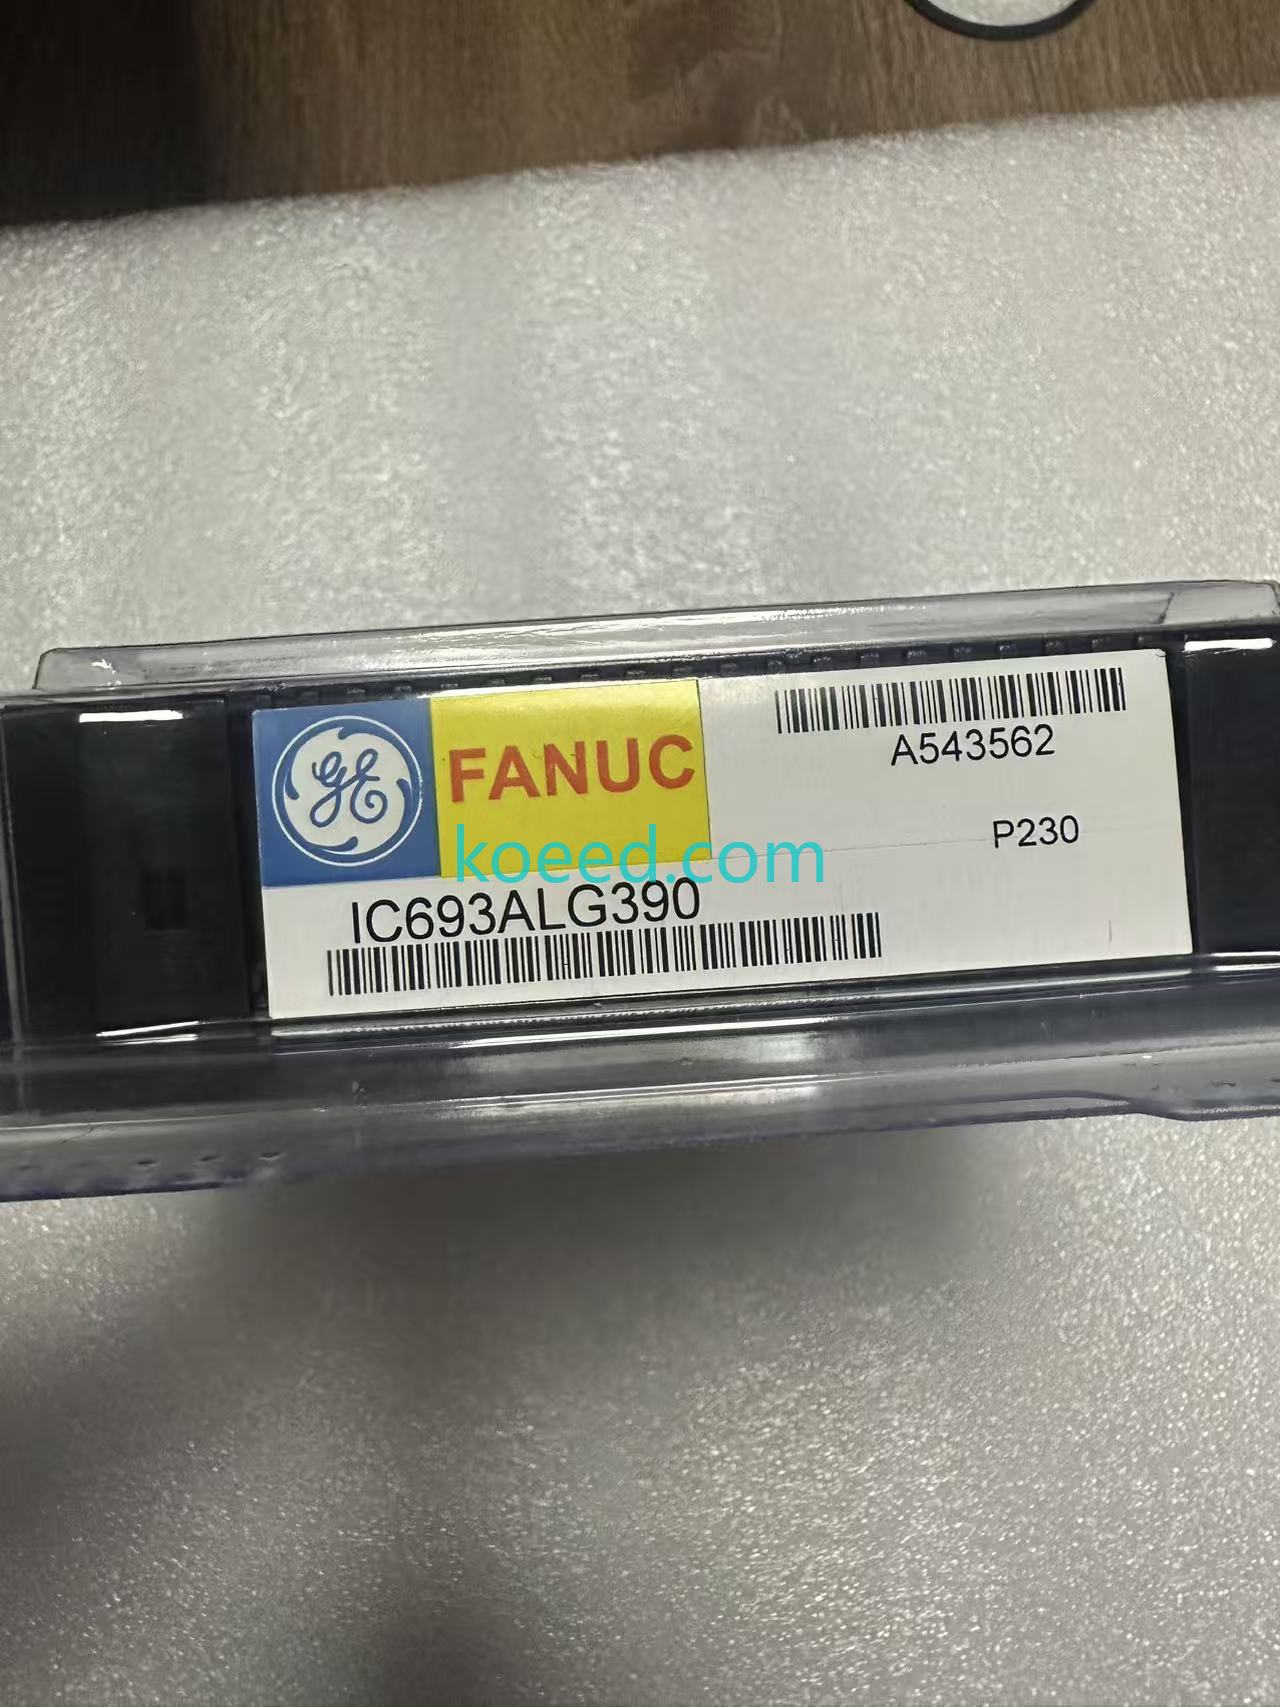 A543562
GE FANUC
P230
koeed.com
IC693ALG390